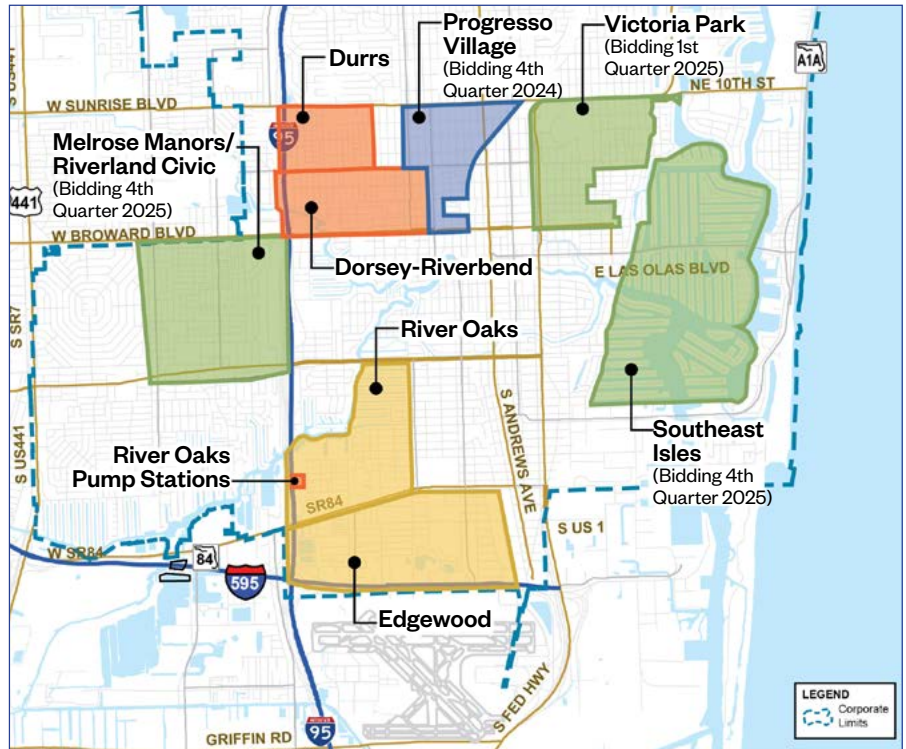 S US441
W SUNRISE BLVD
Durrs
Progresso
Village
(Bidding 4th
Quarter 2024)
Victoria Park
(Bidding 1st
Quarter 2025)
A1A
NE 10TH ST
95
Melrose Manors/
Riverland Civic
(Bidding 4th
Quarter 2025)
441
W BROWARD BLVD
Dorsey-Riverbend
E LAS OLAS BLVD
S SR7
River Oaks
S ANDREWS AVE
Southeast
Isles
(Bidding 4th
Quarter 2025)
River Oaks
Pump Stations
S US441
SR84
S US 1
W SR84
84
595
Edgewood
S FED HWY
95
GRIFFIN RD
LEGEND
Corporate
Limits